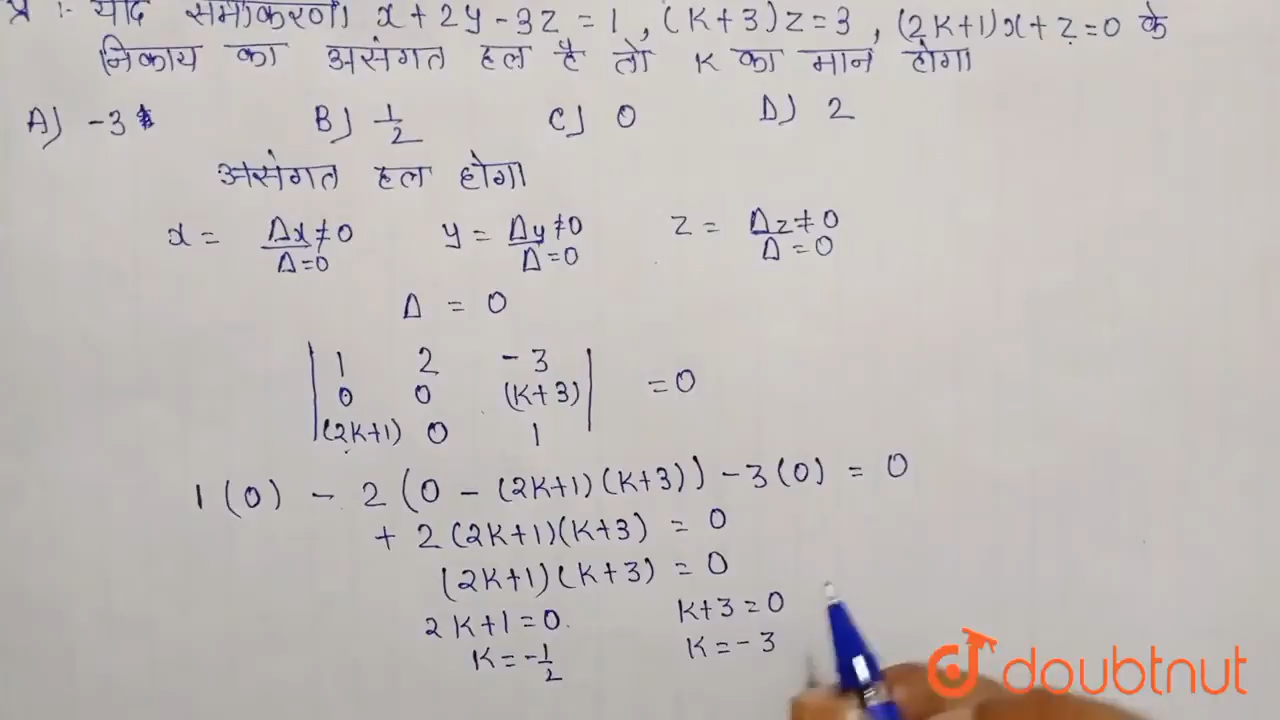 प्र :- यदि समीकरणों x + 2y - 3z = 1 , (K+3)z = 3 , (2K+1)x + z = 0 के
निकाय का असंगत हल है तो K का मान होगा
A) -3 B) 1/2 C) 0 D) 2
असंगत हल होगा
x = Δx≠0/Δ=0 y = Δy≠0/Δ=0 z = Δz≠0/Δ=0
Δ = 0
| 1 2 -3 |
| 0 0 (K+3) | = 0
| (2K+1) 0 1 |
1(0) - 2(0 - (2K+1)(K+3)) - 3(0) = 0
+ 2(2K+1)(K+3) = 0
(2K+1)(K+3) = 0
2K+1 = 0. K+3 = 0
K = -1/2 K = -3
doubtnut